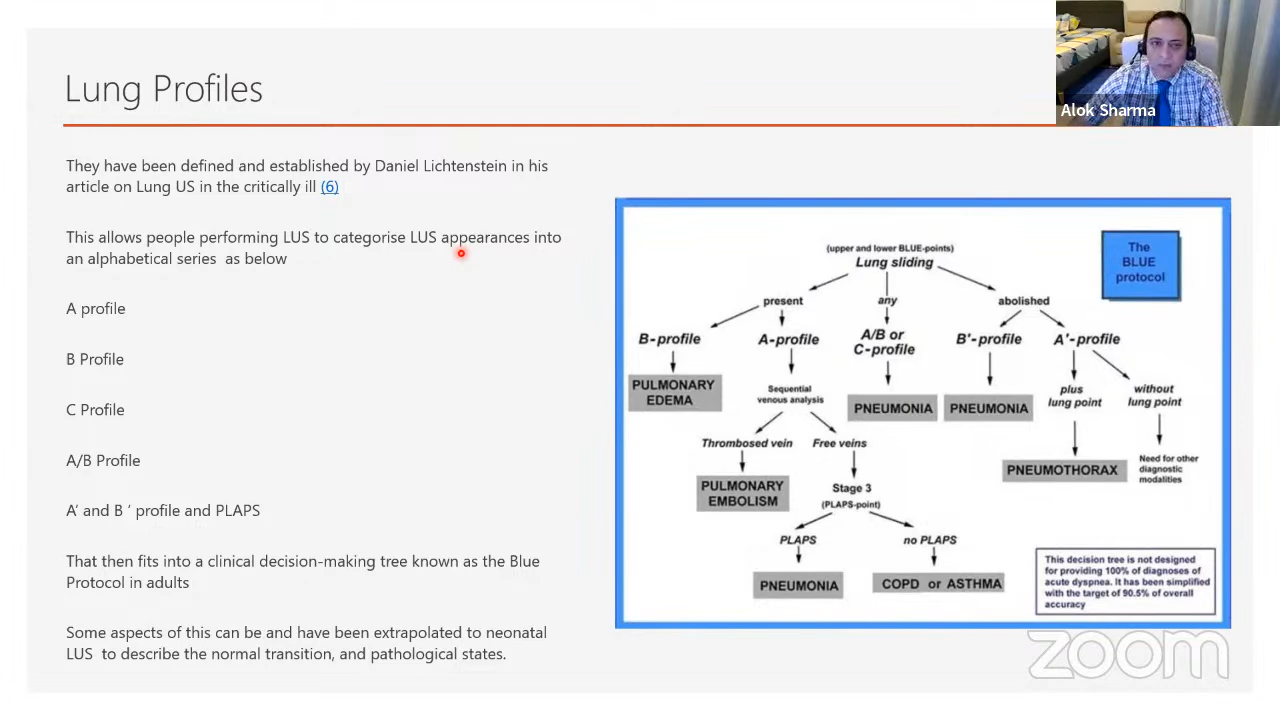 Lung Profiles
Alok Sharma
They have been defined and established by Daniel Lichtenstein in his
article on Lung US in the critically ill (6)
This allows people performing LUS to categorise LUS appearances into
an alphabetical series as below
A profile
B Profile
C Profile
A/B Profile
A’ and B ‘ profile and PLAPS
That then fits into a clinical decision-making tree known as the Blue
Protocol in adults
Some aspects of this can be and have been extrapolated to neonatal
LUS to describe the normal transition, and pathological states.
The
BLUE
protocol
(upper and lower BLUE-points)
Lung sliding
present
any
abolished
B-profile
A-profile
A/B or
C-profile
B'-profile
A'-profile
PULMONARY
EDEMA
Sequential
venous analysis
PNEUMONIA
PNEUMONIA
plus
lung point
without
lung point
Thrombosed vein
Free veins
PNEUMOTHORAX
Need for other
diagnostic
modalities
PULMONARY
EMBOLISM
Stage 3
(PLAPS-point)
PLAPS
no PLAPS
PNEUMONIA
COPD or ASTHMA
This decision tree is not designed
for providing 100% of diagnoses of
acute dyspnea. It has been simplified
with the target of 90.5% of overall
accuracy
zoom